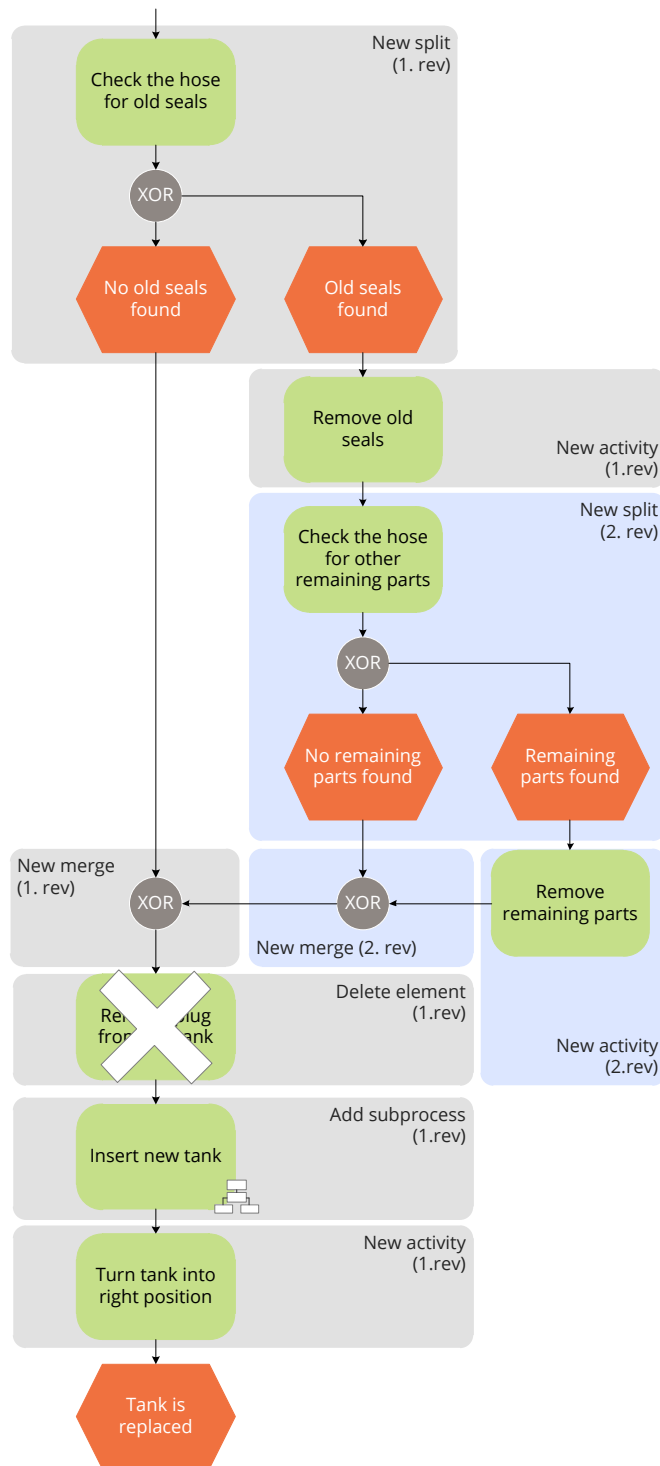 New split
(1. rev)
Check the hose
for old seals
XOR
No old seals
found
Old seals
found
Remove old
seals
New activity
(1.rev)
New split
(2. rev)
Check the hose
for other
remaining parts
XOR
No remaining
parts found
Remaining
parts found
New merge
(1. rev)
XOR
XOR
New merge (2. rev)
Remove
remaining parts
New activity
(2.rev)
Delete element
(1.rev)
Add subprocess
(1.rev)
Insert new tank
New activity
(1.rev)
Turn tank into
right position
Tank is
replaced